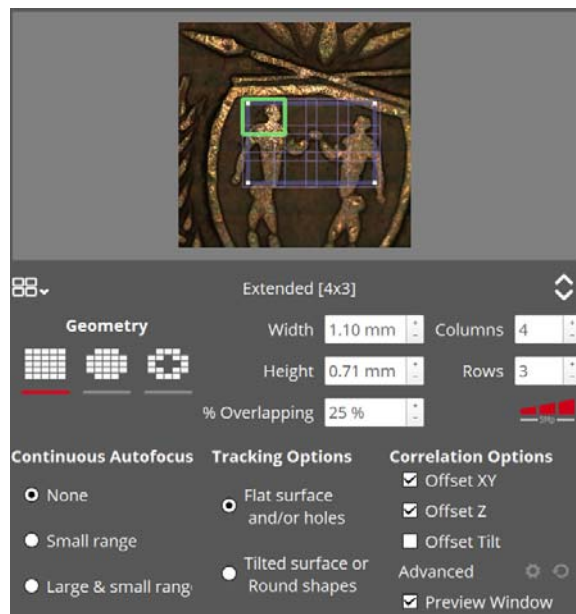 Extended [4x3]
Geometry
Width 1.10 mm Columns 4
Height 0.71 mm Rows 3
% Overlapping 25 %
Continuous Autofocus Tracking Options Correlation Options
None Flat surface and/or holes Offset XY
Offset Z
Small range Offset Tilt
Tilted surface or Round shapes Advanced
Large & small rang Preview Window